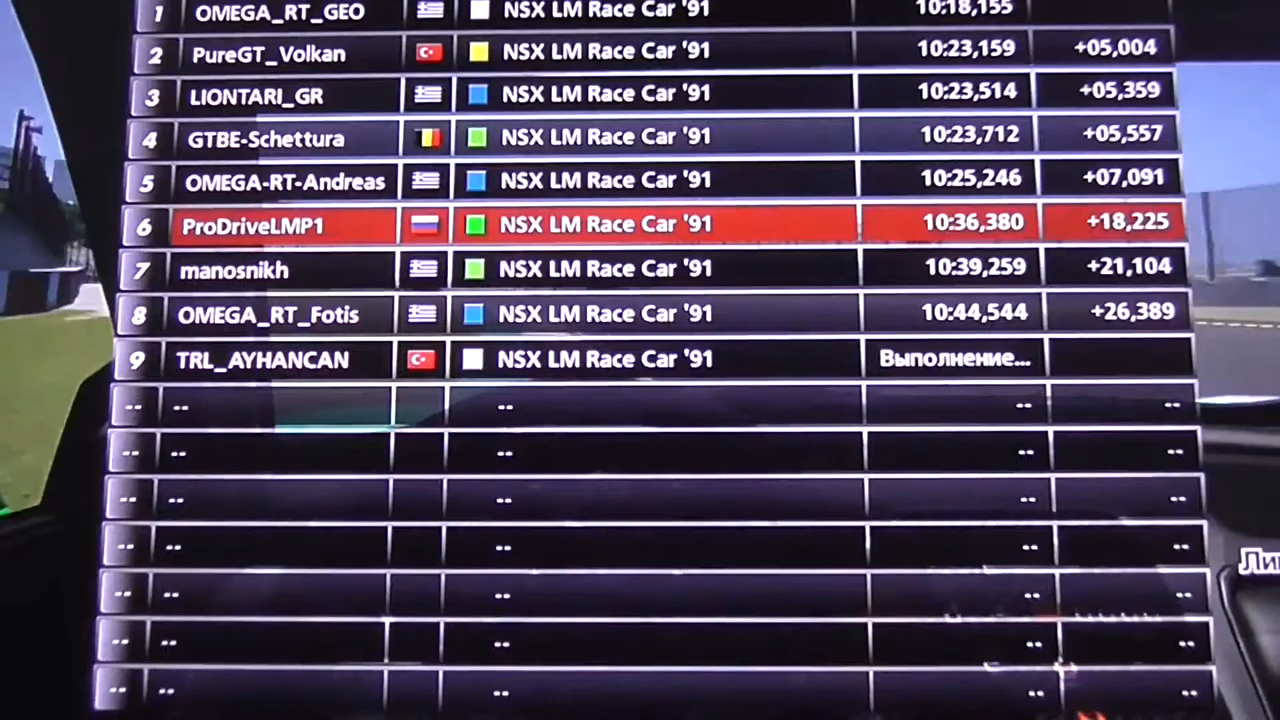 1 OMEGA_RT_GEO NSX LM Race Car '91 10:18,155
2 PureGT_Volkan NSX LM Race Car '91 10:23,159 +05,004
3 LIONTARI_GR NSX LM Race Car '91 10:23,514 +05,359
4 GTBE-Schettura NSX LM Race Car '91 10:23,712 +05,557
5 OMEGA-RT-Andreas NSX LM Race Car '91 10:25,246 +07,091
6 ProDriveLMP1 NSX LM Race Car '91 10:36,380 +18,225
7 manosnikh NSX LM Race Car '91 10:39,259 +21,104
8 OMEGA_RT_Fotis NSX LM Race Car '91 10:44,544 +26,389
9 TRL_AYHANCAN NSX LM Race Car '91 Выполнение...
-- -- -- -- --
-- -- -- -- --
-- -- -- -- --
-- -- -- -- --
-- -- -- -- --
-- -- -- -- --
-- -- -- -- --